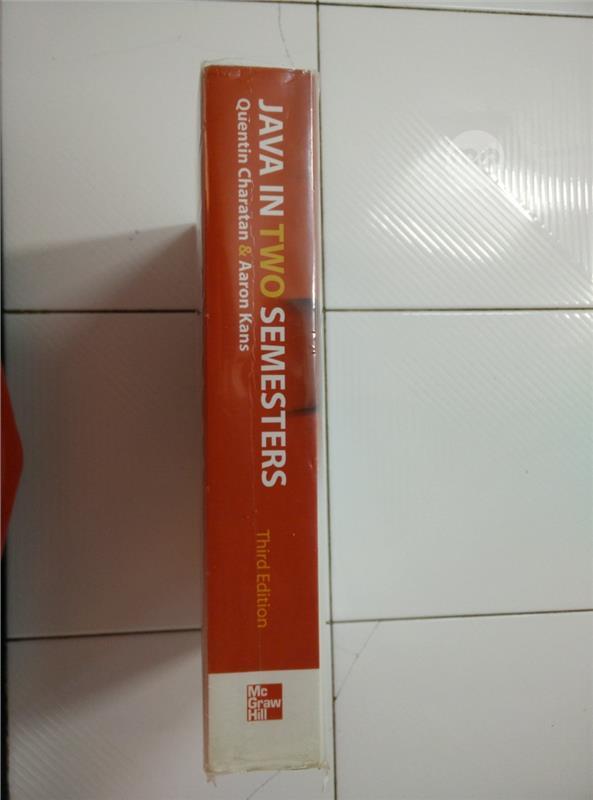 JAVA IN TWO SEMESTERS
Quentin Charatan & Aaron Kans
Third Edition
Mc
Graw
Hill